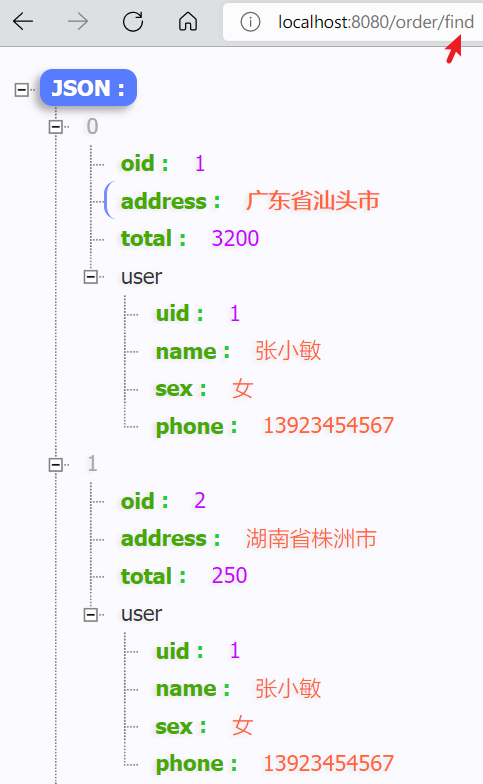 localhost:8080/order/find
JSON :
0
oid : 1
address : 广东省汕头市
total : 3200
user
uid : 1
name : 张小敏
sex : 女
phone : 13923454567
1
oid : 2
address : 湖南省株洲市
total : 250
user
uid : 1
name : 张小敏
sex : 女
phone : 13923454567